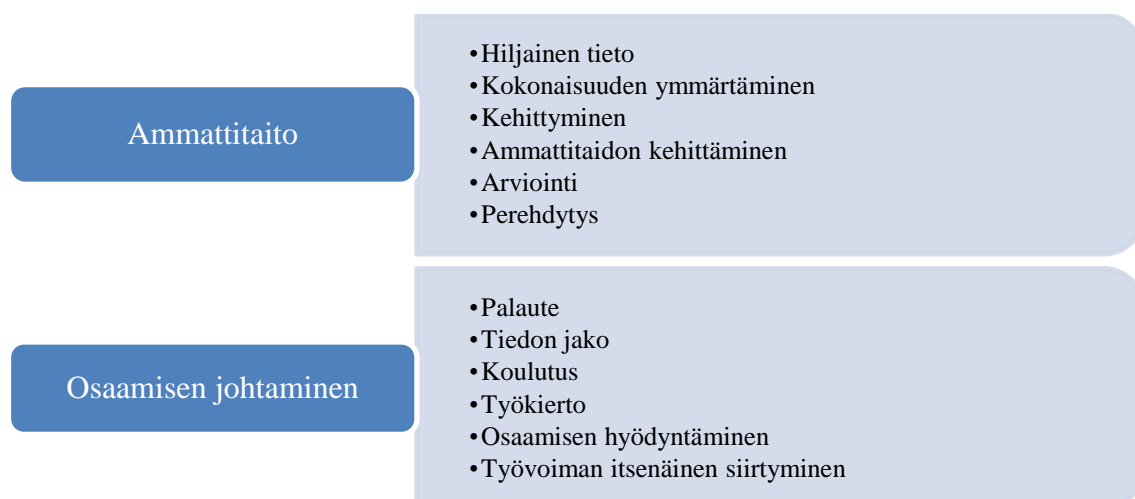 Ammattitaito
•Hiljainen tieto
•Kokonaisuuden ymmärtäminen
•Kehittyminen
•Ammattitaidon kehittäminen
•Arviointi
•Perehdytys
Osaamisen johtaminen
•Palaute
•Tiedon jako
•Koulutus
•Työkierto
•Osaamisen hyödyntäminen
•Työvoiman itsenäinen siirtyminen